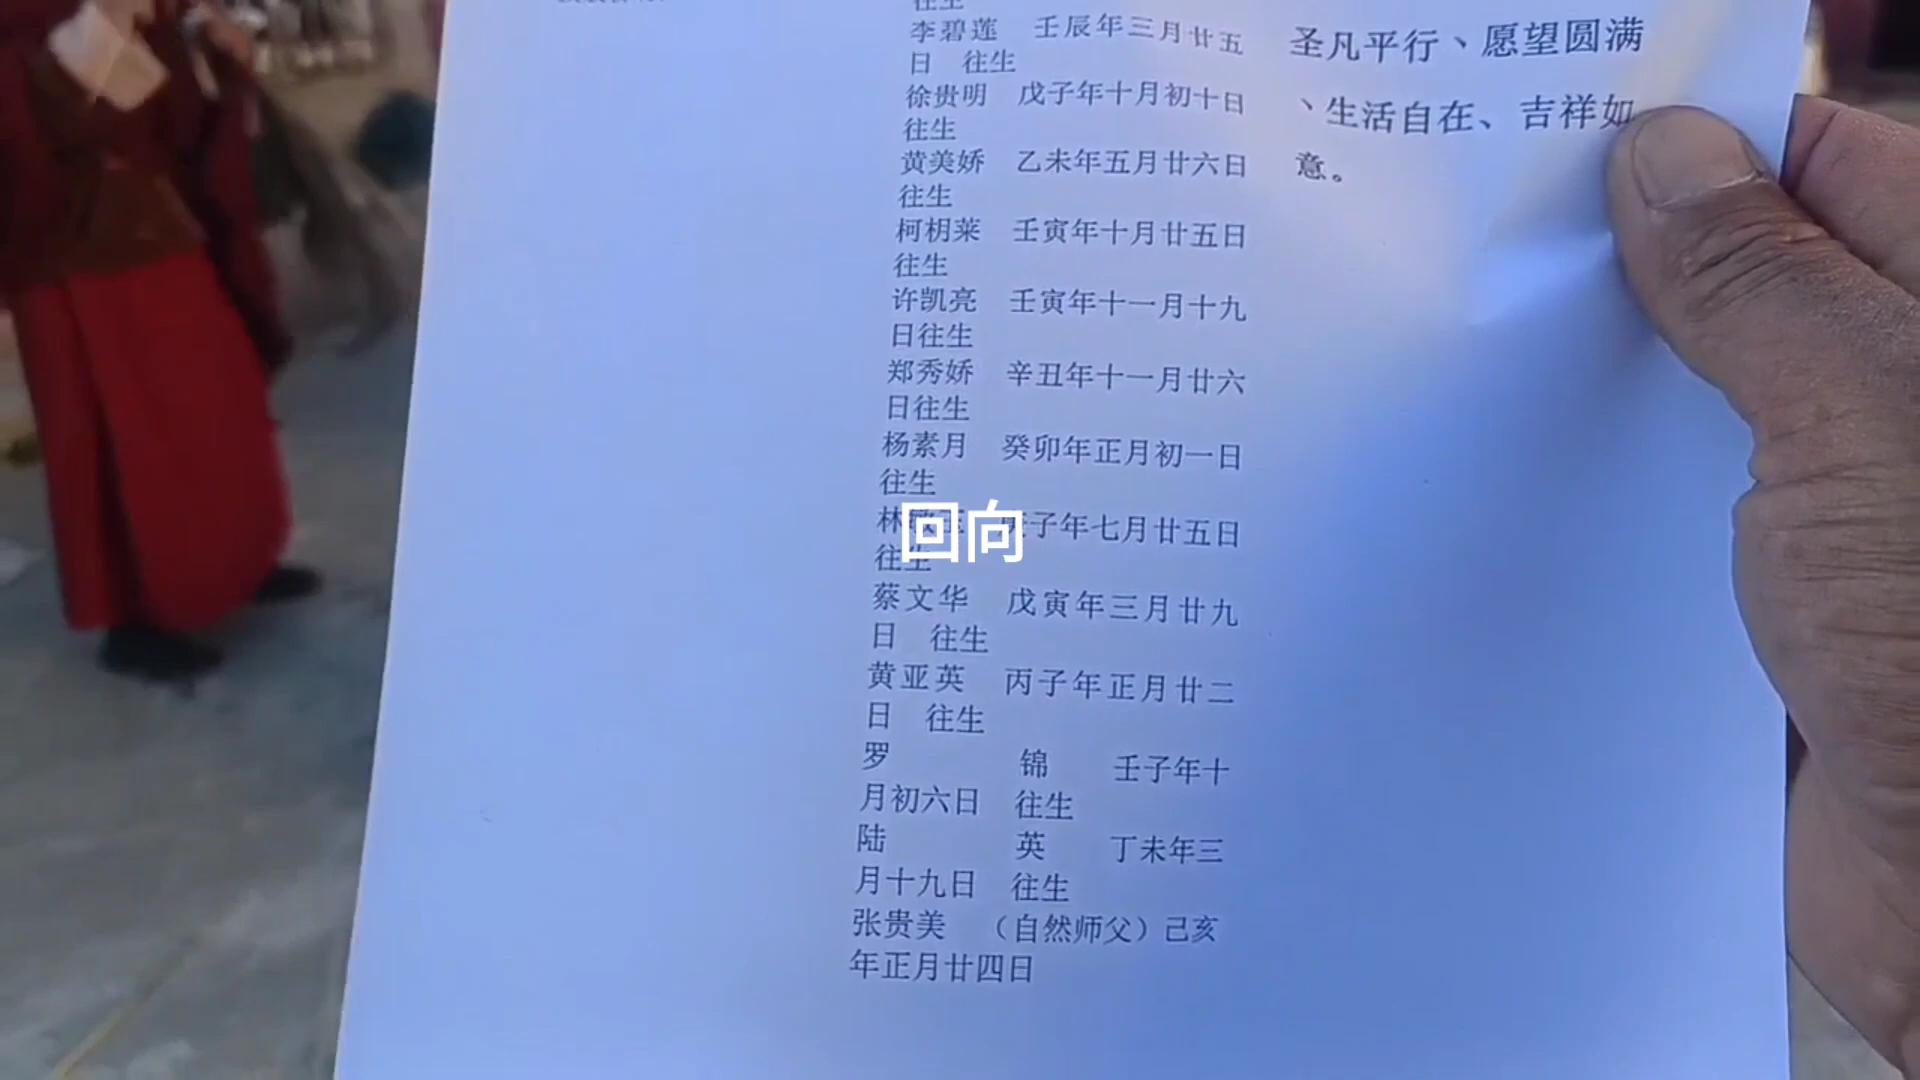 往生
李碧莲 壬辰年三月廿五
日 往生
徐贵明 戊子年十月初十日
往生
黄美娇 乙未年五月廿六日
往生
柯枂莱 壬寅年十月廿五日
往生
许凯亮 壬寅年十一月十九
日往生
郑秀娇 辛丑年十一月廿六
日往生
杨素月 癸卯年正月初一日
往生
林 子年七月廿五日
往生
蔡文华 戊寅年三月廿九
日 往生
黄亚英 丙子年正月廿二
日 往生
罗 锦 壬子年十
月初六日 往生
陆 英 丁未年三
月十九日 往生
张贵美 （自然师父）己亥
年正月廿四日
圣凡平行、愿望圆满
、生活自在、吉祥如
意。
回向